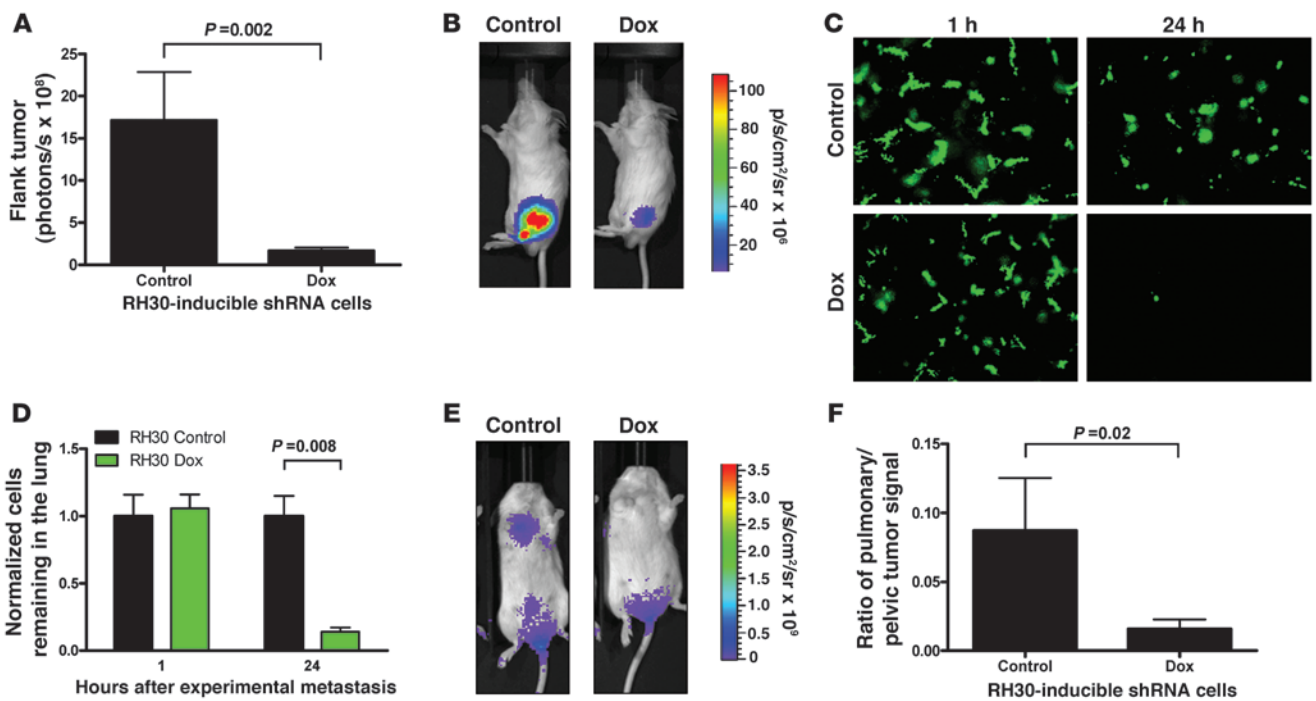 A
P=0.002
25
20
15
10
5
0
Flank tumor
(photons/s x 10⁸)
Control
Dox
RH30-inducible shRNA cells
B
Control
Dox
100
80
60
40
20
p/s/cm²/sr x 10⁶
C
1 h
24 h
Control
Dox
D
RH30 Control
RH30 Dox
P=0.008
1.5
1.0
0.5
0.0
Normalized cells
remaining in the lung
1
24
Hours after experimental metastasis
E
Control
Dox
3.5
3.0
2.5
2.0
1.5
1.0
0.5
0
p/s/cm²/sr x 10⁹
F
P=0.02
0.15
0.10
0.05
0.00
Ratio of pulmonary/
pelvic tumor signal
Control
Dox
RH30-inducible shRNA cells